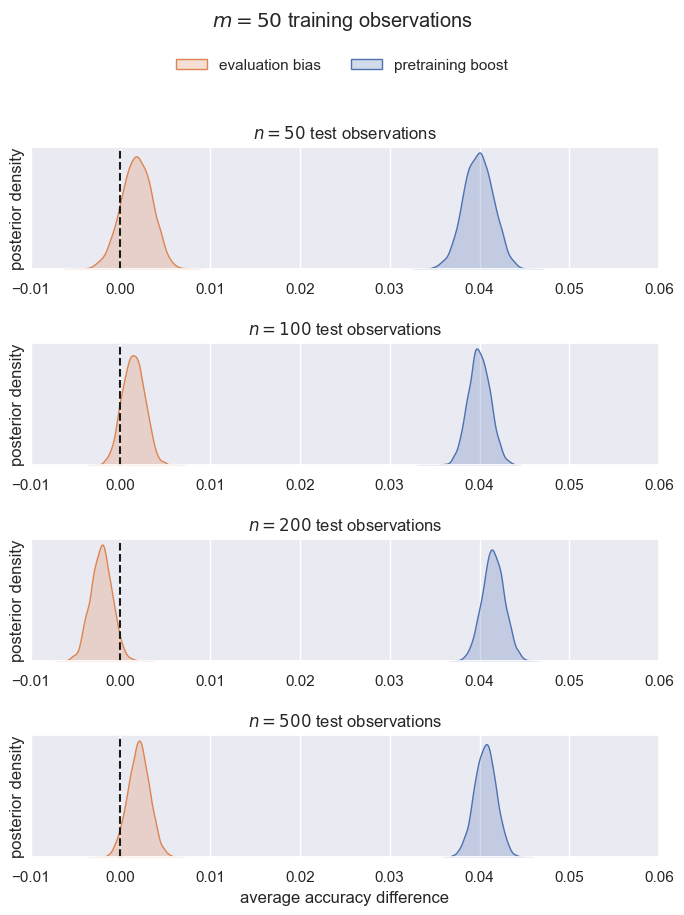 m = 50 training observations
evaluation bias pretraining boost
n = 50 test observations
posterior density
−0.01 0.00 0.01 0.02 0.03 0.04 0.05 0.06
n = 100 test observations
posterior density
−0.01 0.00 0.01 0.02 0.03 0.04 0.05 0.06
n = 200 test observations
posterior density
−0.01 0.00 0.01 0.02 0.03 0.04 0.05 0.06
n = 500 test observations
posterior density
−0.01 0.00 0.01 0.02 0.03 0.04 0.05 0.06
average accuracy difference